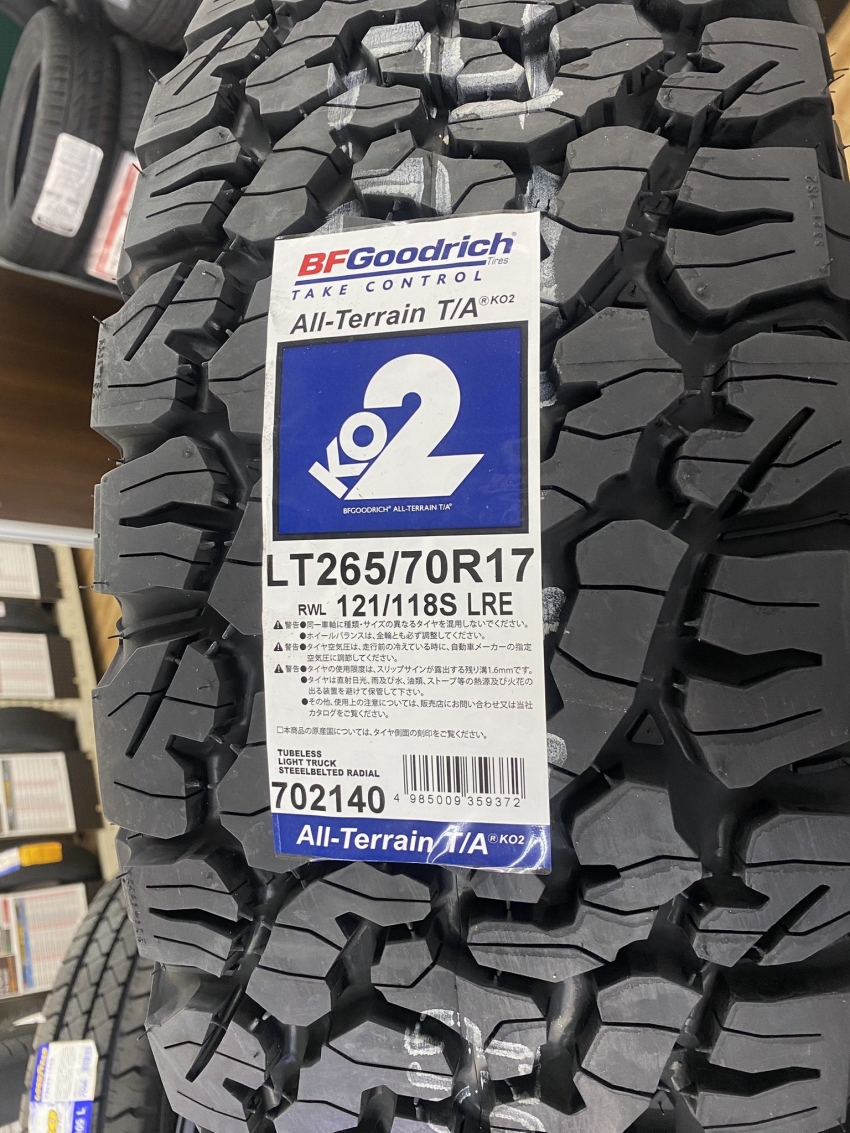 BFGoodrich®
Tires
TAKE CONTROL
All-Terrain T/A®KO2
KO2
BFGOODRICH® ALL-TERRAIN T/A®
LT265/70R17
RWL 121/118S LRE
⚠警告●同一車軸に種類・サイズの異なるタイヤを混用しないでください。
●ホイールバランスは、全輪とも必ず調整してください。
⚠警告●タイヤ空気圧は、走行前の冷えている時に、自動車メーカーの指定
空気圧に調節してください。
⚠警告●タイヤの使用限度は、スリップサインが露出する残り溝1.6mmです。
●タイヤは直射日光、雨及び水、油類、ストーブ等の熱源及び火花の
出る装置を避けて保管して下さい。
●その他、使用上の注意については、販売店にお問い合わせ又は当社
カタログをご覧ください。
□本商品の原産国については、タイヤ側面の刻印をご覧ください。
TUBELESS
LIGHT TRUCK
STEEELBELTED RADIAL
702140
4 985009 359372
All-Terrain T/A®KO2